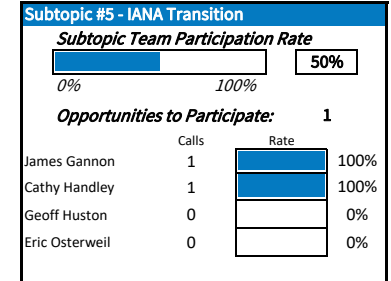 Subtopic #5 - IANA Transition
Subtopic Team Participation Rate
50%
0% 100%
Opportunities to Participate: 1
Calls Rate
James Gannon 1 100%
Cathy Handley 1 100%
Geoff Huston 0 0%
Eric Osterweil 0 0%